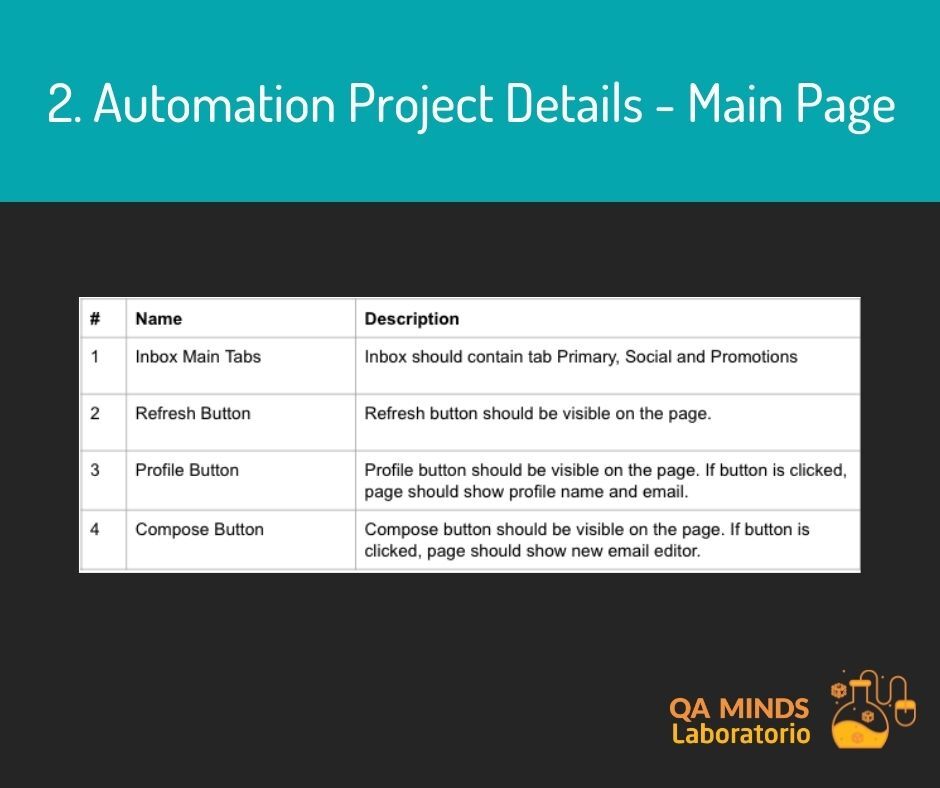 2. Automation Project Details - Main Page
# Name Description
1 Inbox Main Tabs Inbox should contain tab Primary, Social and Promotions
2 Refresh Button Refresh button should be visible on the page.
3 Profile Button Profile button should be visible on the page. If button is clicked,
page should show profile name and email.
4 Compose Button Compose button should be visible on the page. If button is
clicked, page should show new email editor.
QA MINDS
Laboratorio